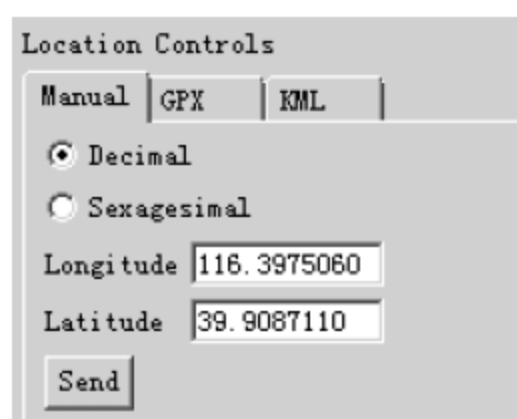 Location Controls
Manual GPX KML
Decimal
Sexagesimal
Longitude 116.3975060
Latitude 39.9087110
Send